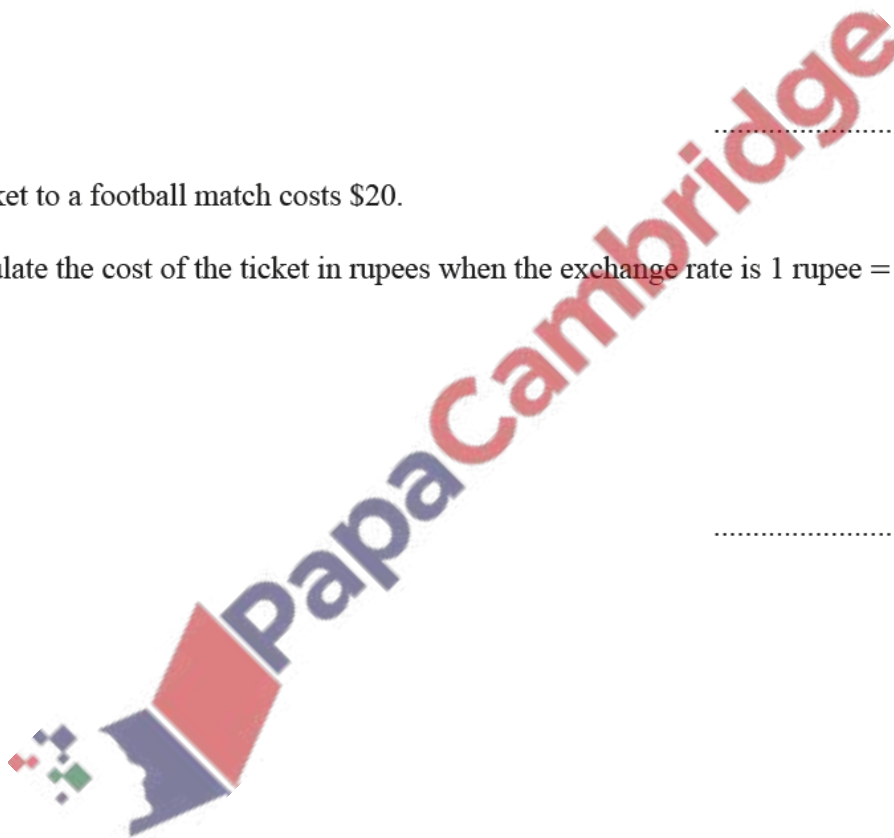 ket to a football match costs $20.
ulate the cost of the ticket in rupees when the exchange rate is 1 rupee =
PapaCambridge